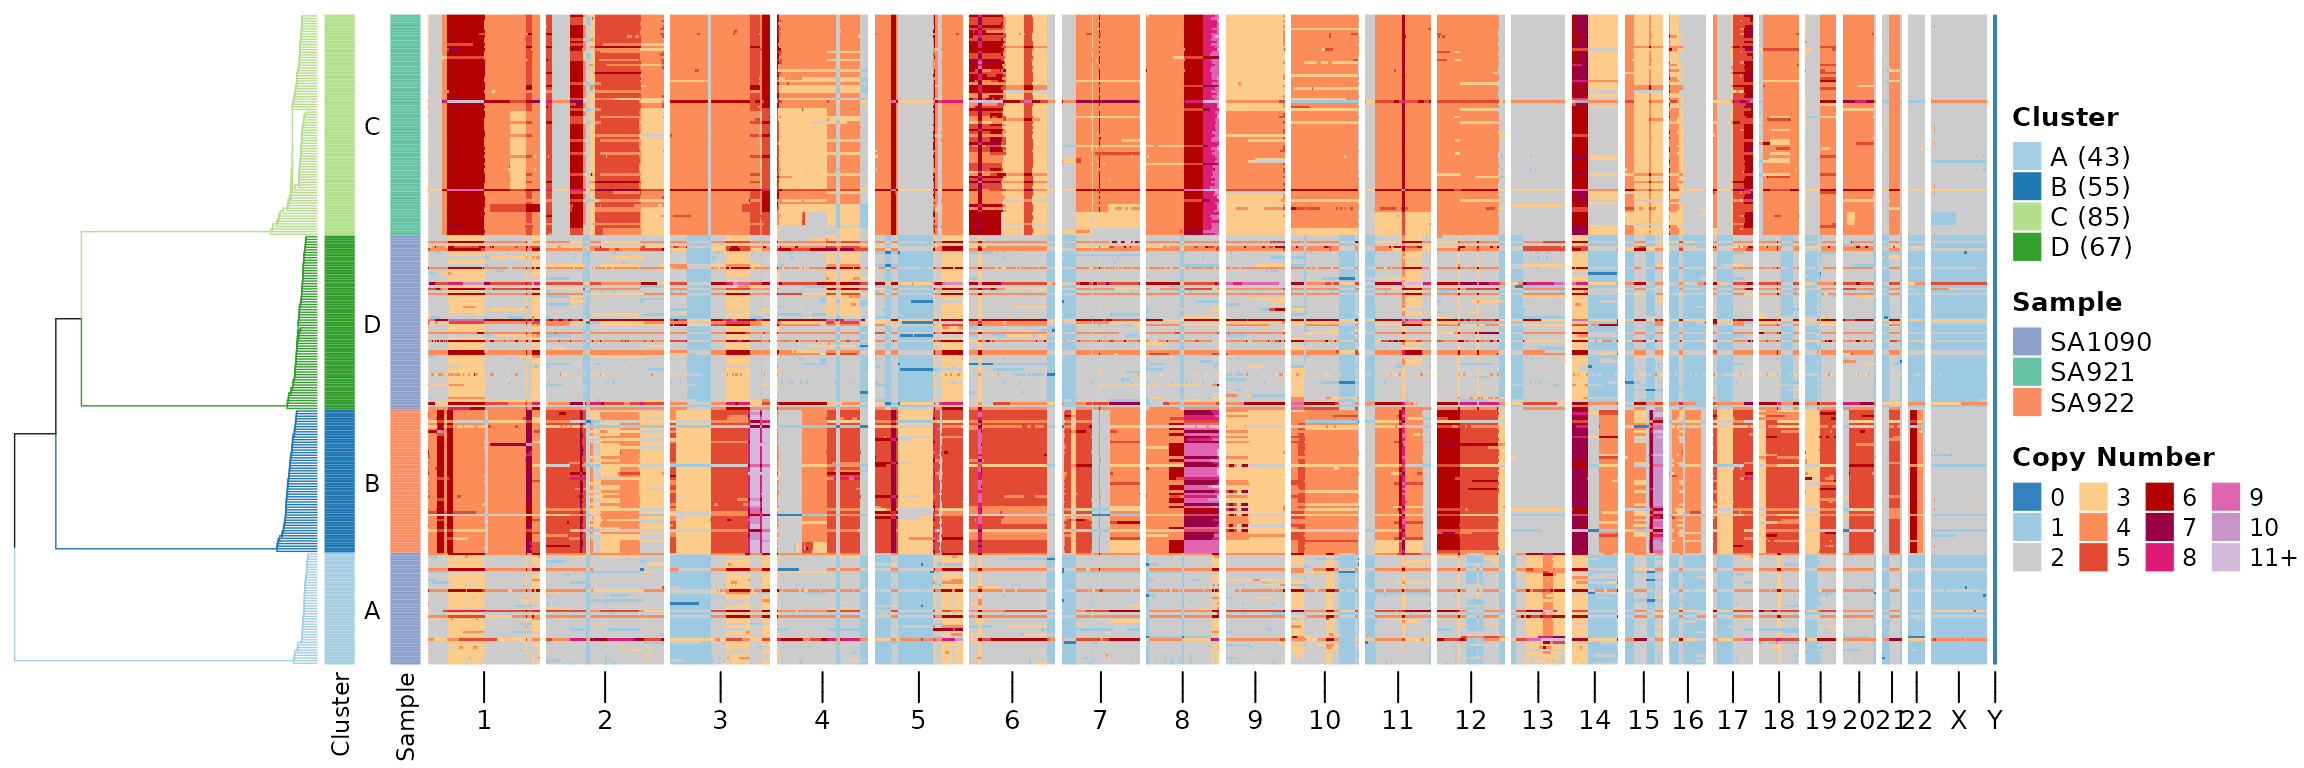 C
D
B
A
Cluster
Sample
1 2 3 4 5 6 7 8 9 10 11 12 13 14 15 16 17 18 19 20 21 22 X Y
Cluster
A (43)
B (55)
C (85)
D (67)
Sample
SA1090
SA921
SA922
Copy Number
0 3 6 9
1 4 7 10
2 5 8 11+